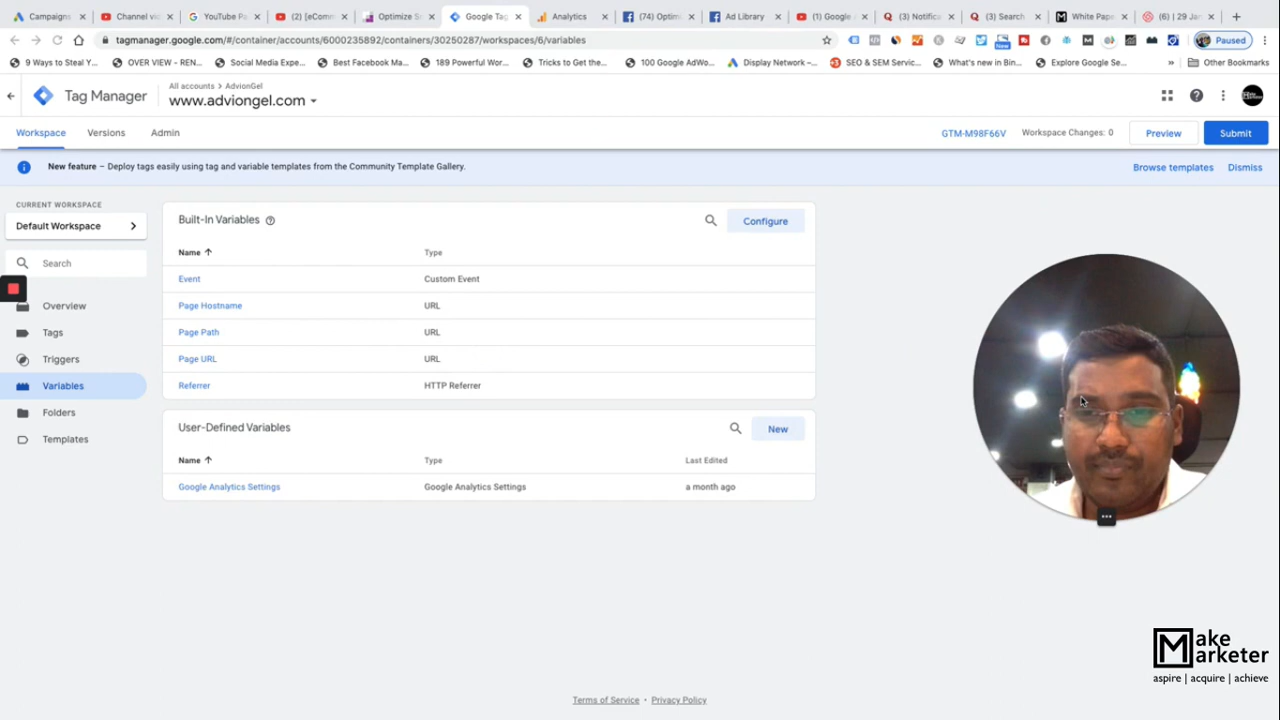 Campaigns
Channel vi
YouTube Po
(2) [eComm
Optimize S
Google Tag
Analytics
(74) Optim
Ad Library
(1) Google
(3) Notifica
(3) Search
White Pape
(6) | 29 Jan
tagmanager.google.com/#/container/accounts/6000235892/containers/30250287/workspaces/6/variables
New
Paused
9 Ways to Steal Y...
OVER VIEW – REN...
Social Media Expe...
Best Facebook Ma...
189 Powerful Wor...
Tricks to Get the...
100 Google AdWo...
Display Network –...
SEO & SEM Servic...
What's new in Bin...
Explore Google Se...
»
Other Bookmarks
All accounts > AdvionGel
Tag Manager
www.adviongel.com
Workspace
Versions
Admin
GTM-M98F66V
Workspace Changes: 0
Preview
Submit
New feature – Deploy tags easily using tag and variable templates from the Community Template Gallery.
Browse templates
Dismiss
CURRENT WORKSPACE
Default Workspace
Search
Overview
Tags
Triggers
Variables
Folders
Templates
Built-In Variables
Configure
Name
Type
Event
Custom Event
Page Hostname
URL
Page Path
URL
Page URL
URL
Referrer
HTTP Referrer
User-Defined Variables
New
Name
Type
Last Edited
Google Analytics Settings
Google Analytics Settings
a month ago
Make
Marketer
aspire | acquire | achieve
Terms of Service • Privacy Policy